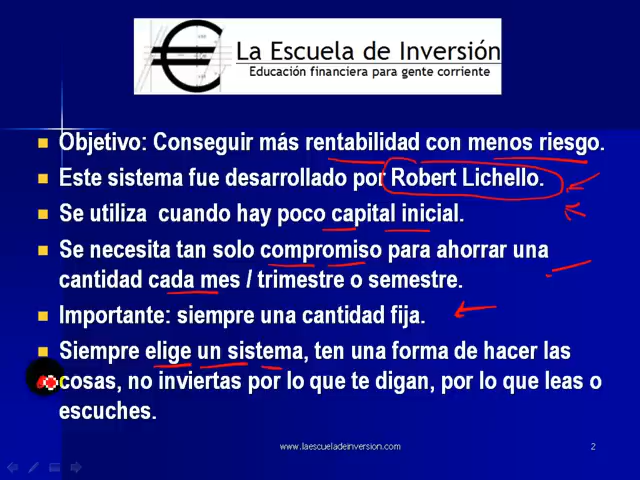 La Escuela de Inversión
Educación financiera para gente corriente
Objetivo: Conseguir más rentabilidad con menos riesgo.
Este sistema fue desarrollado por Robert Lichello.
Se utiliza cuando hay poco capital inicial.
Se necesita tan solo compromiso para ahorrar una
cantidad cada mes / trimestre o semestre.
Importante: siempre una cantidad fija.
Siempre elige un sistema, ten una forma de hacer las
cosas, no inviertas por lo que te digan, por lo que leas o
escuches.
www.laescueladeinversion.com
2